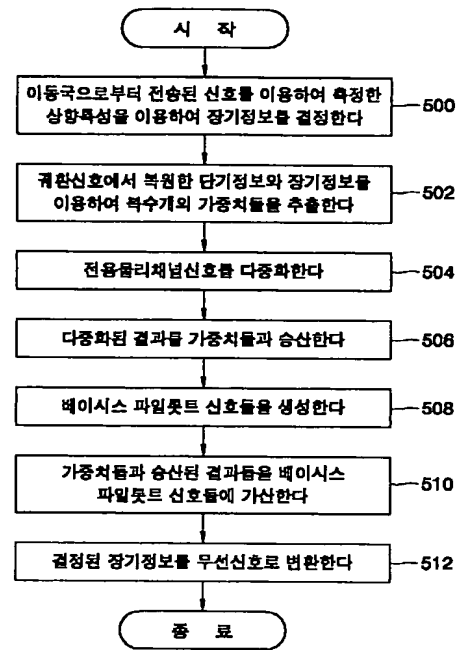 시 작
이동국으로부터 전송된 신호를 이용하여 측정한
상향특성을 이용하여 장기정보를 결정한다
500
궤환신호에서 복원한 단기정보와 장기정보를
이용하여 복수개의 가중치들을 추출한다
502
전용물리채널신호를 다중화한다
504
다중화된 결과를 가중치들과 승산한다
506
베이시스 파일롯트 신호들을 생성한다
508
가중치들과 승산된 결과들을 베이시스
파일롯트 신호들에 가산한다
510
결정된 장기정보를 무선신호로 변환한다
512
종 료